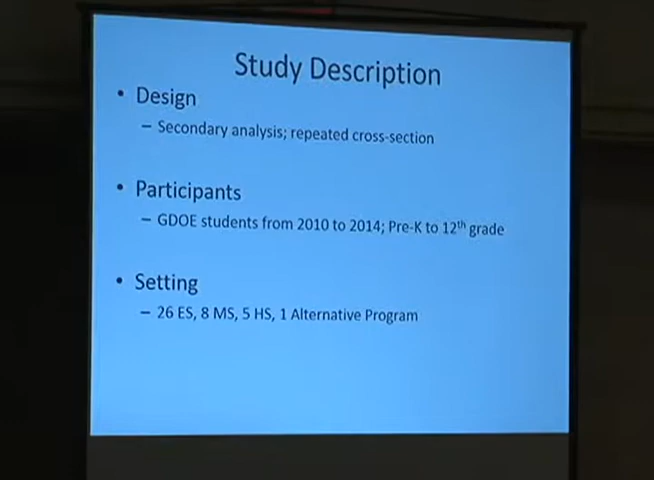 Study Description
• Design
– Secondary analysis; repeated cross-section
• Participants
– GDOE students from 2010 to 2014; Pre-K to 12th grade
• Setting
– 26 ES, 8 MS, 5 HS, 1 Alternative Program